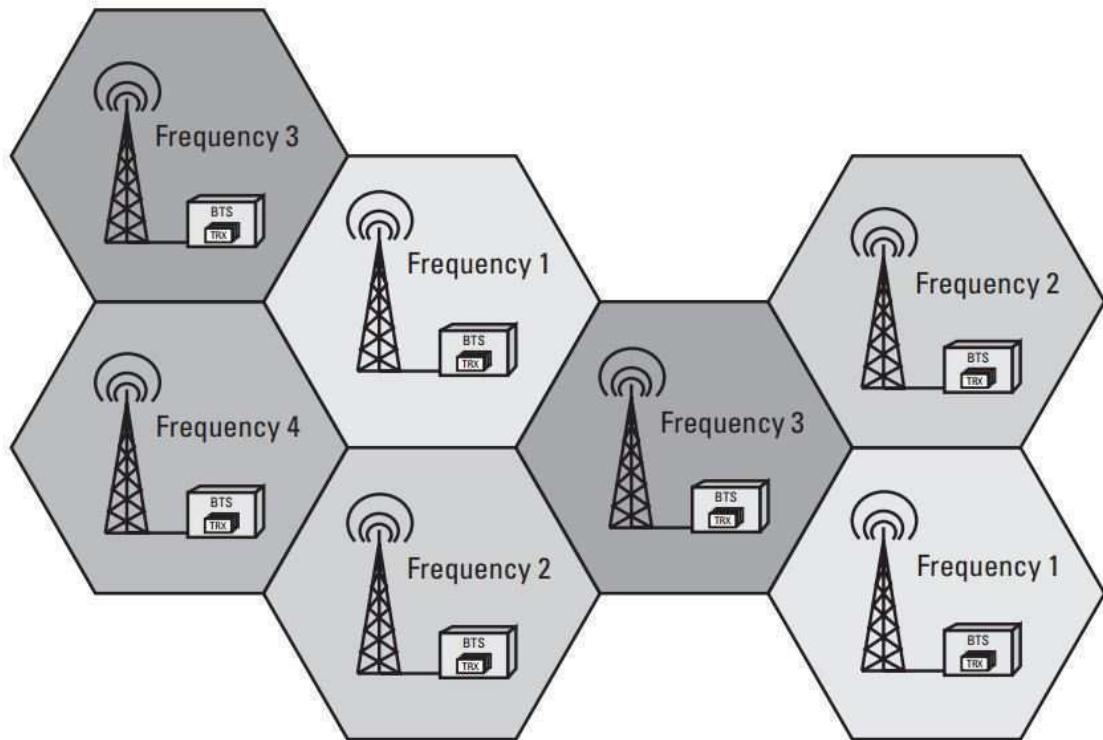 Frequency 3
BTS
TRX
Frequency 1
BTS
TRX
Frequency 2
BTS
TRX
Frequency 4
BTS
TRX
Frequency 3
BTS
TRX
Frequency 2
BTS
TRX
Frequency 1
BTS
TRX